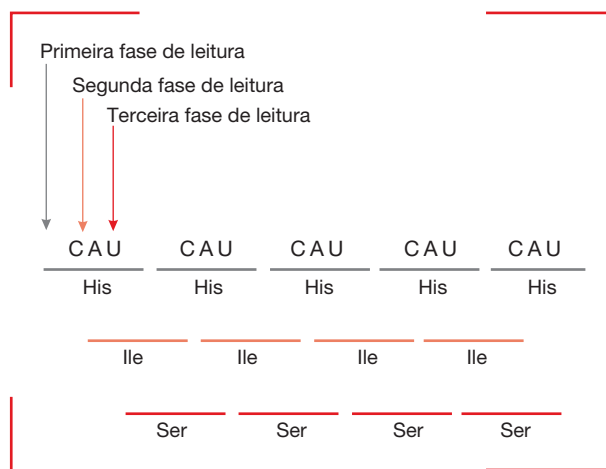 Primeira fase de leitura
Segunda fase de leitura
Terceira fase de leitura
CAU CAU CAU CAU CAU
His His His His His
Ile Ile Ile Ile
Ser Ser Ser Ser